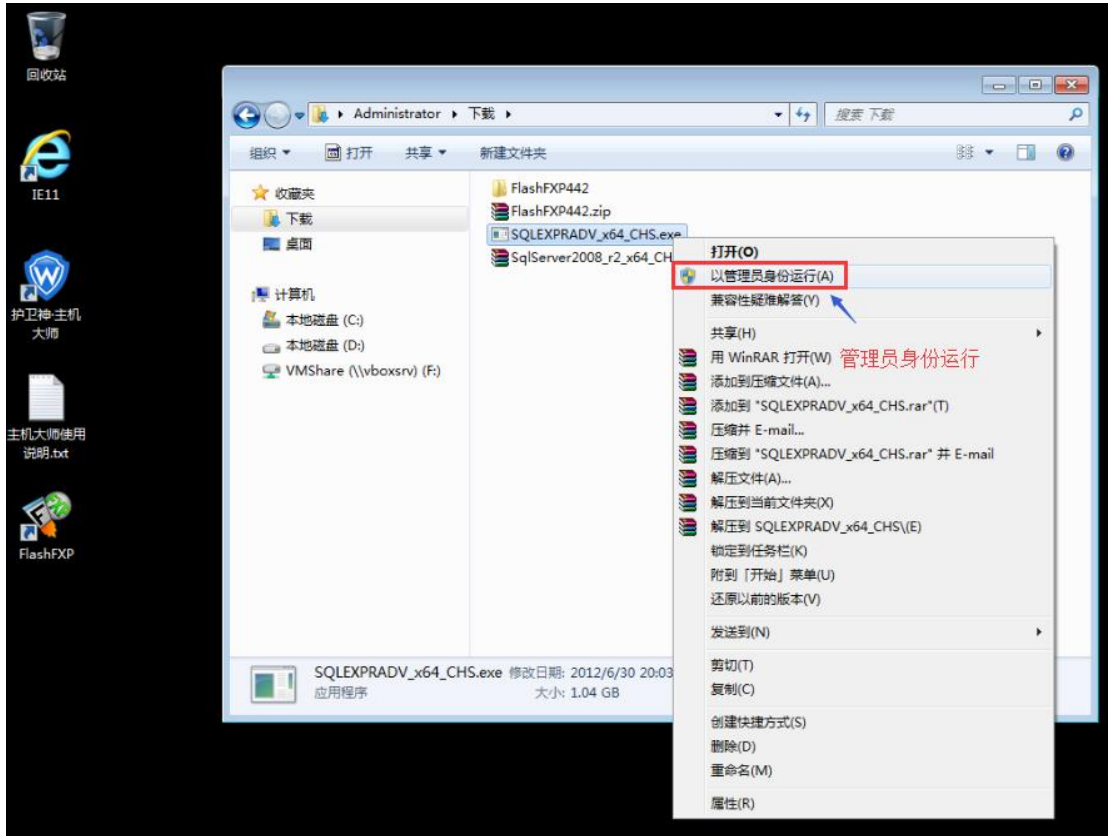 回收站
IE11
护卫神·主机
大师
主机大师使用
说明.txt
FlashFXP
Administrator
下载
搜索 下载
组织
打开
共享
新建文件夹
收藏夹
下载
桌面
计算机
本地磁盘 (C:)
本地磁盘 (D:)
VMShare (\\vboxsrv) (F:)
FlashFXP442
FlashFXP442.zip
SQLEXPRADV_x64_CHS.exe
SqlServer2008_r2_x64_CH
打开(O)
以管理员身份运行(A)
兼容性疑难解答(Y)
共享(H)
用 WinRAR 打开(W)
管理员身份运行
添加到压缩文件(A)...
添加到 "SQLEXPRADV_x64_CHS.rar"(T)
压缩并 E-mail...
压缩到 "SQLEXPRADV_x64_CHS.rar" 并 E-mail
解压文件(A)...
解压到当前文件夹(X)
解压到 SQLEXPRADV_x64_CHS\(E)
锁定到任务栏(K)
附到「开始」菜单(U)
还原以前的版本(V)
发送到(N)
剪切(T)
复制(C)
创建快捷方式(S)
删除(D)
重命名(M)
属性(R)
SQLEXPRADV_x64_CHS.exe 修改日期: 2012/6/30 20:03
应用程序 大小: 1.04 GB